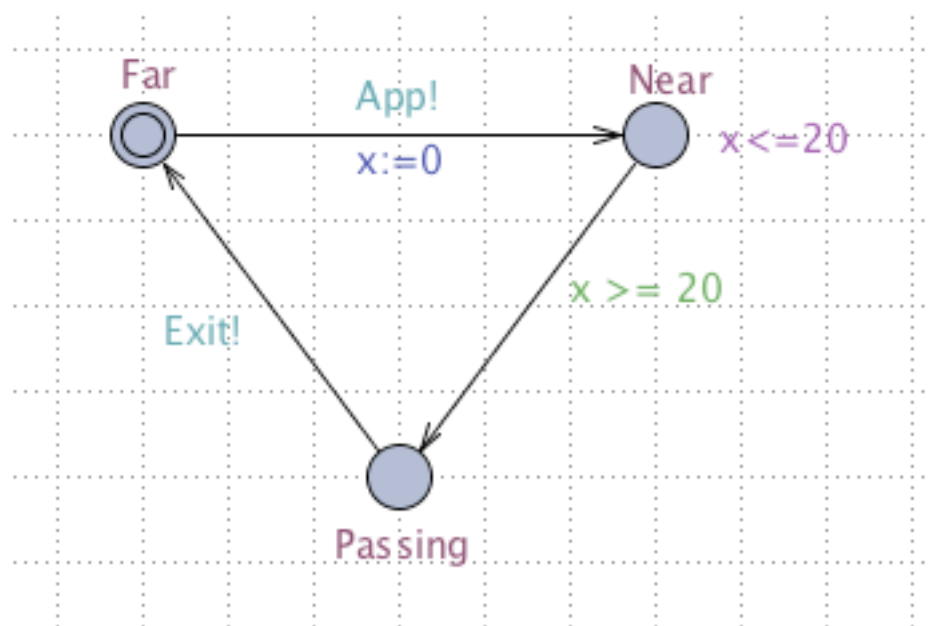 Far
Near
App!
x<=20
x:=0
x >= 20
Exit!
Passing